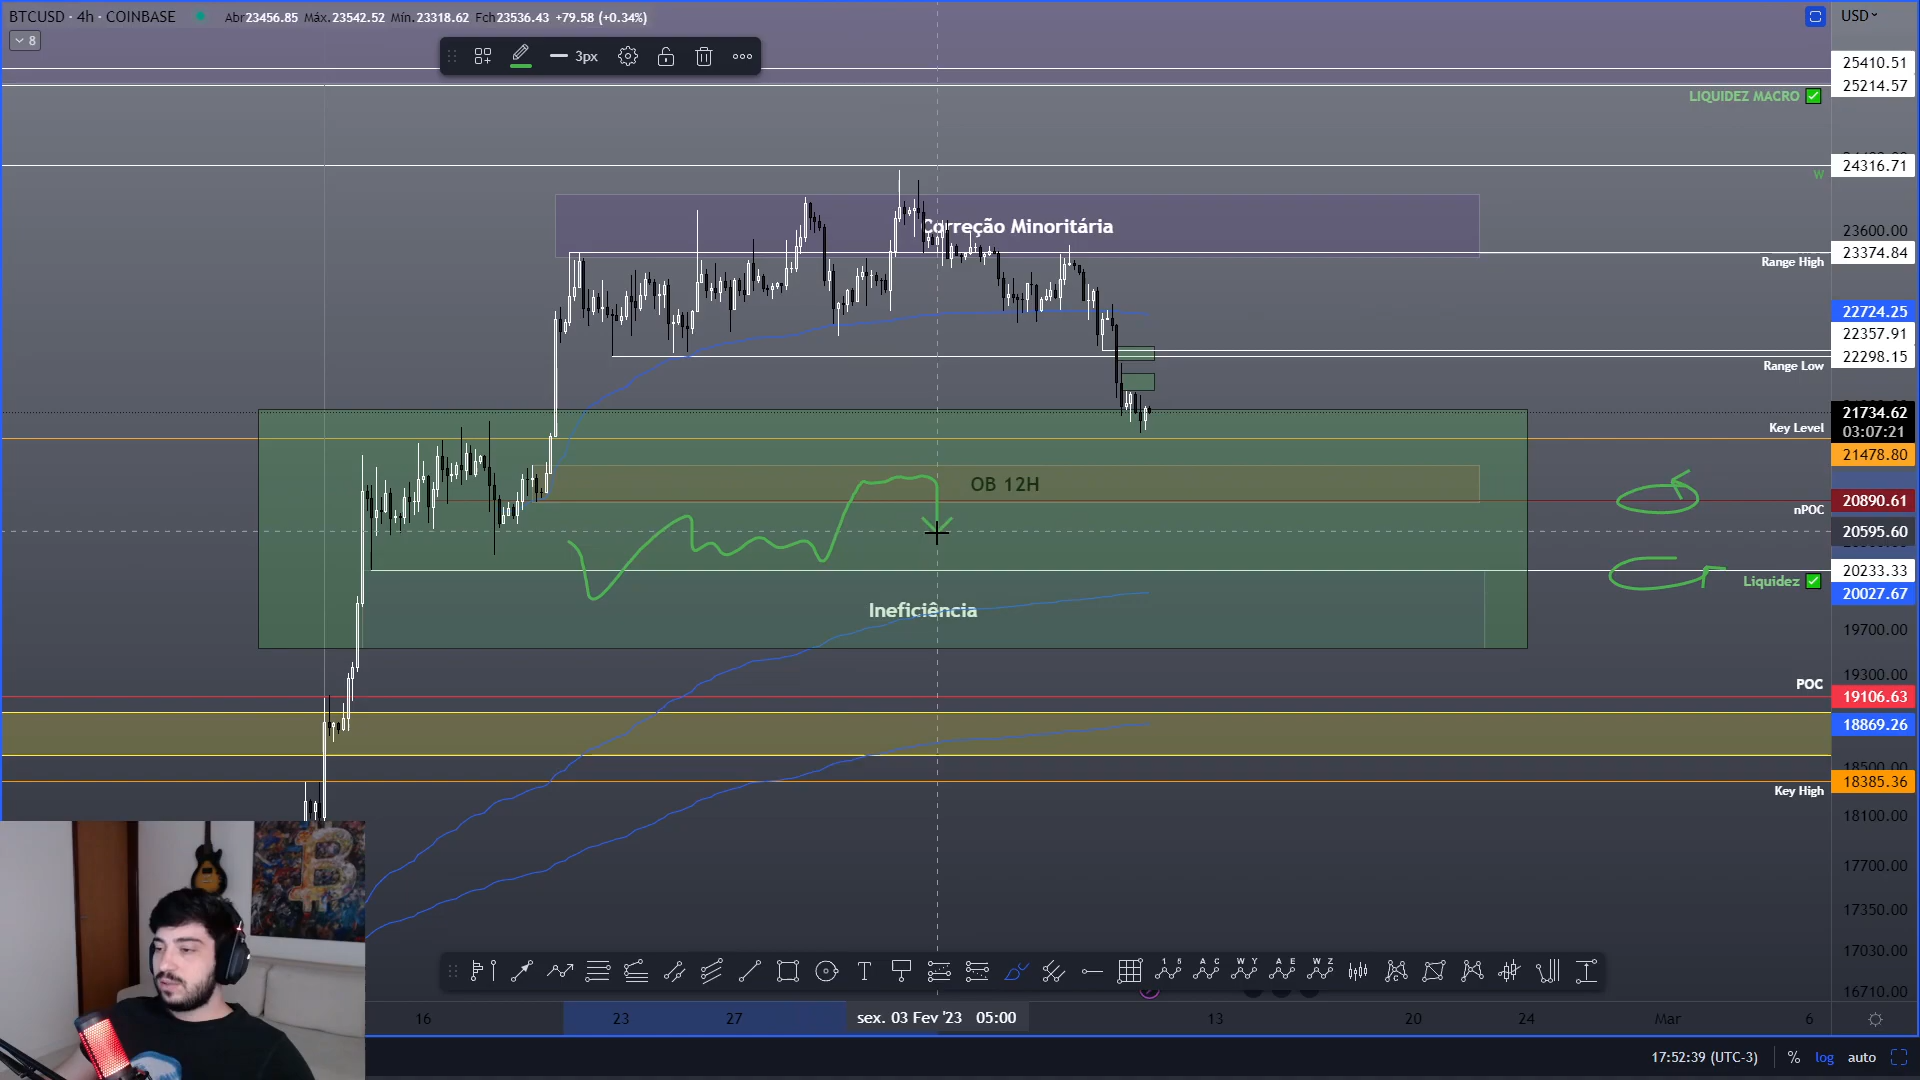 BTCUSD · 4h · COINBASE Abr23456.85 Máx.23542.52 Mín.23318.62 Fch23536.43 +79.58 (+0.34%)
USD
8
3px
25410.51
25214.57
LIQUIDEZ MACRO
24316.71
W
Correção Minoritária
23600.00
23374.84
Range High
22724.25
22357.91
22298.15
Range Low
21734.62
03:07:21
Key Level
21478.80
OB 12H
20890.61
nPOC
20595.60
20233.33
Liquidez
20027.67
Ineficiência
19700.00
19300.00
POC
19106.63
18869.26
18500.00
18385.36
Key High
18100.00
17700.00
17350.00
17030.00
16710.00
T
1 5
A C
W Y
A E
W Z
16 23 27 sex. 03 Fev '23 05:00 13 20 24 Mar 6
17:52:39 (UTC-3) % log auto